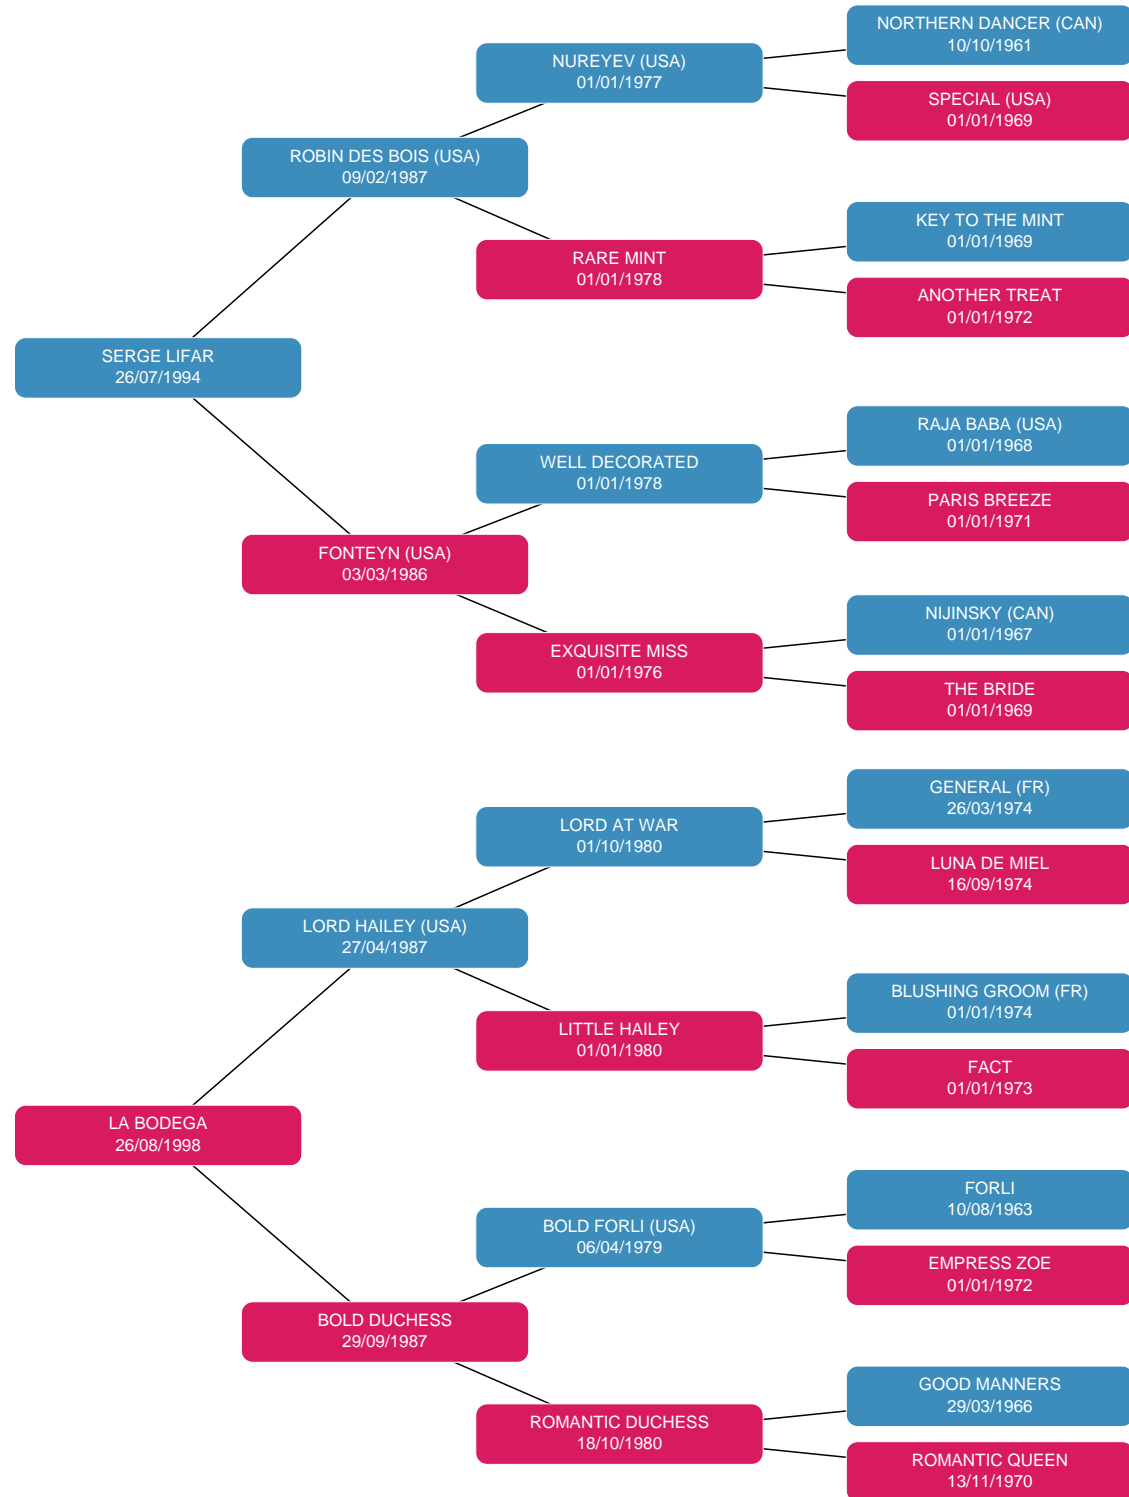 NORTHERN DANCER (CAN)
10/10/1961
NUREYEV (USA)
01/01/1977
SPECIAL (USA)
01/01/1969
ROBIN DES BOIS (USA)
09/02/1987
KEY TO THE MINT
01/01/1969
RARE MINT
01/01/1978
ANOTHER TREAT
01/01/1972
SERGE LIFAR
26/07/1994
RAJA BABA (USA)
01/01/1968
WELL DECORATED
01/01/1978
PARIS BREEZE
01/01/1971
FONTEYN (USA)
03/03/1986
NIJINSKY (CAN)
01/01/1967
EXQUISITE MISS
01/01/1976
THE BRIDE
01/01/1969
GENERAL (FR)
26/03/1974
LORD AT WAR
01/10/1980
LUNA DE MIEL
16/09/1974
LORD HAILEY (USA)
27/04/1987
BLUSHING GROOM (FR)
01/01/1974
LITTLE HAILEY
01/01/1980
FACT
01/01/1973
LA BODEGA
26/08/1998
FORLI
10/08/1963
BOLD FORLI (USA)
06/04/1979
EMPRESS ZOE
01/01/1972
BOLD DUCHESS
29/09/1987
GOOD MANNERS
29/03/1966
ROMANTIC DUCHESS
18/10/1980
ROMANTIC QUEEN
13/11/1970